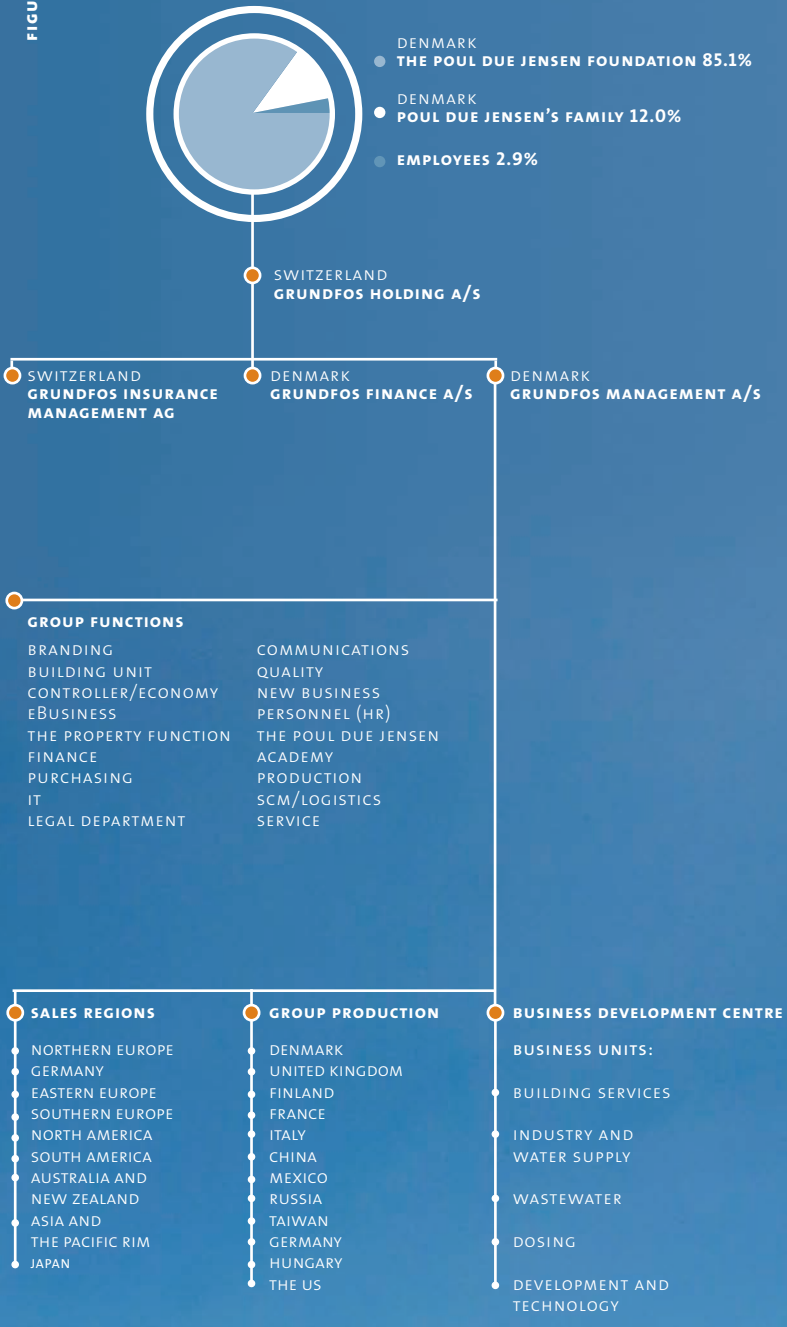 FIGU
DENMARK
THE POUL DUE JENSEN FOUNDATION 85.1%
DENMARK
POUL DUE JENSEN'S FAMILY 12.0%
EMPLOYEES 2.9%
SWITZERLAND
GRUNDFOS HOLDING A/S
SWITZERLAND
GRUNDFOS INSURANCE
MANAGEMENT AG
DENMARK
GRUNDFOS FINANCE A/S
DENMARK
GRUNDFOS MANAGEMENT A/S
GROUP FUNCTIONS
BRANDING
BUILDING UNIT
CONTROLLER/ECONOMY
EBUSINESS
THE PROPERTY FUNCTION
FINANCE
PURCHASING
IT
LEGAL DEPARTMENT
COMMUNICATIONS
QUALITY
NEW BUSINESS
PERSONNEL (HR)
THE POUL DUE JENSEN
ACADEMY
PRODUCTION
SCM/LOGISTICS
SERVICE
SALES REGIONS
NORTHERN EUROPE
GERMANY
EASTERN EUROPE
SOUTHERN EUROPE
NORTH AMERICA
SOUTH AMERICA
AUSTRALIA AND
NEW ZEALAND
ASIA AND
THE PACIFIC RIM
JAPAN
GROUP PRODUCTION
DENMARK
UNITED KINGDOM
FINLAND
FRANCE
ITALY
CHINA
MEXICO
RUSSIA
TAIWAN
GERMANY
HUNGARY
THE US
BUSINESS DEVELOPMENT CENTRE
BUSINESS UNITS:
BUILDING SERVICES
INDUSTRY AND
WATER SUPPLY
WASTEWATER
DOSING
DEVELOPMENT AND
TECHNOLOGY